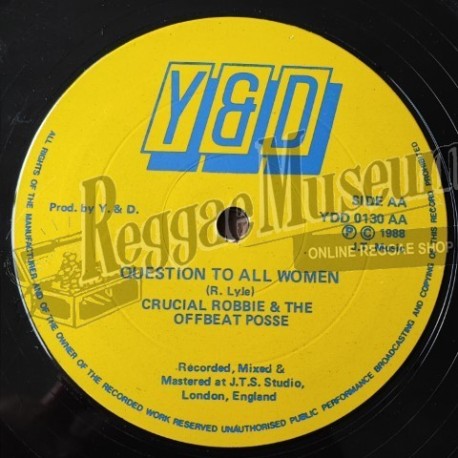 Y&D
Prod. by Y. & D.
SIDE AA
YDD 0130 AA
Ⓟ © 1988
J.T. Music
Reggae Museum
ONLINE REGGAE SHOP
QUESTION TO ALL WOMEN
(R. Lyle)
CRUCIAL ROBBIE & THE
OFFBEAT POSSE
Recorded, Mixed &
Mastered at J.T.S. Studio,
London, England
ALL RIGHTS OF THE MANUFACTURER AND OF THE OWNER OF THE RECORDED WORK RESERVED UNAUTHORISED PUBLIC PERFORMANCE BROADCASTING AND COPYING OF THIS RECORD PROHIBITED